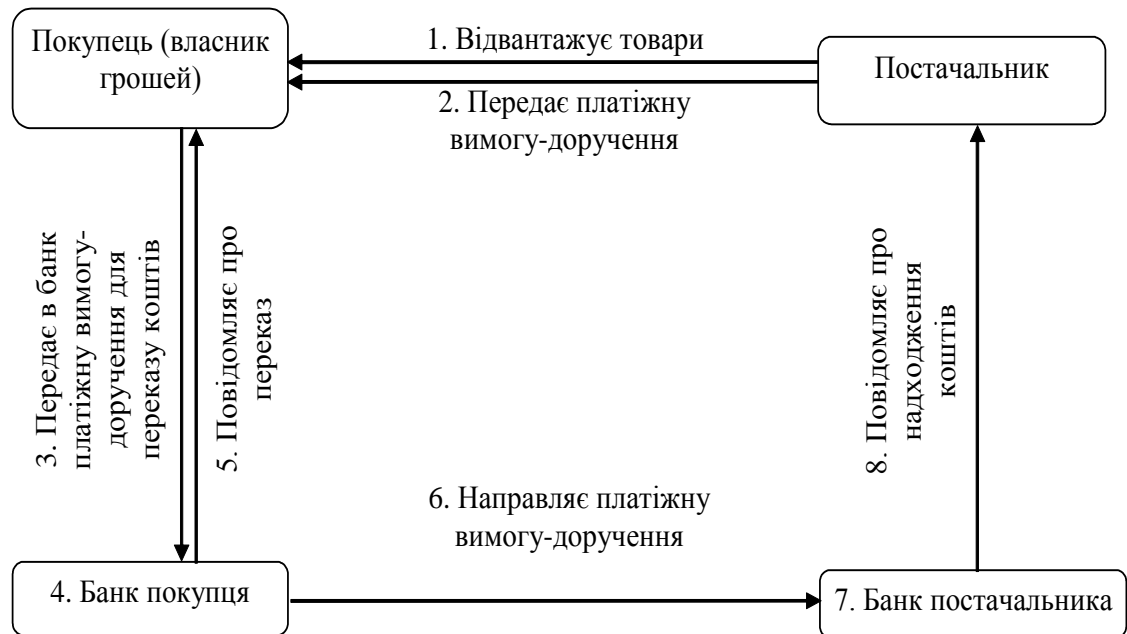 Покупець (власник
грошей)
1. Відвантажує товари
Постачальник
2. Передає платіжну
вимогу-доручення
3. Передає в банк
платіжну вимогу-
доручення для
переказу коштів
5. Повідомляє про
переказ
8. Повідомляє про
надходження
коштів
6. Направляє платіжну
вимогу-доручення
4. Банк покупця
7. Банк постачальника